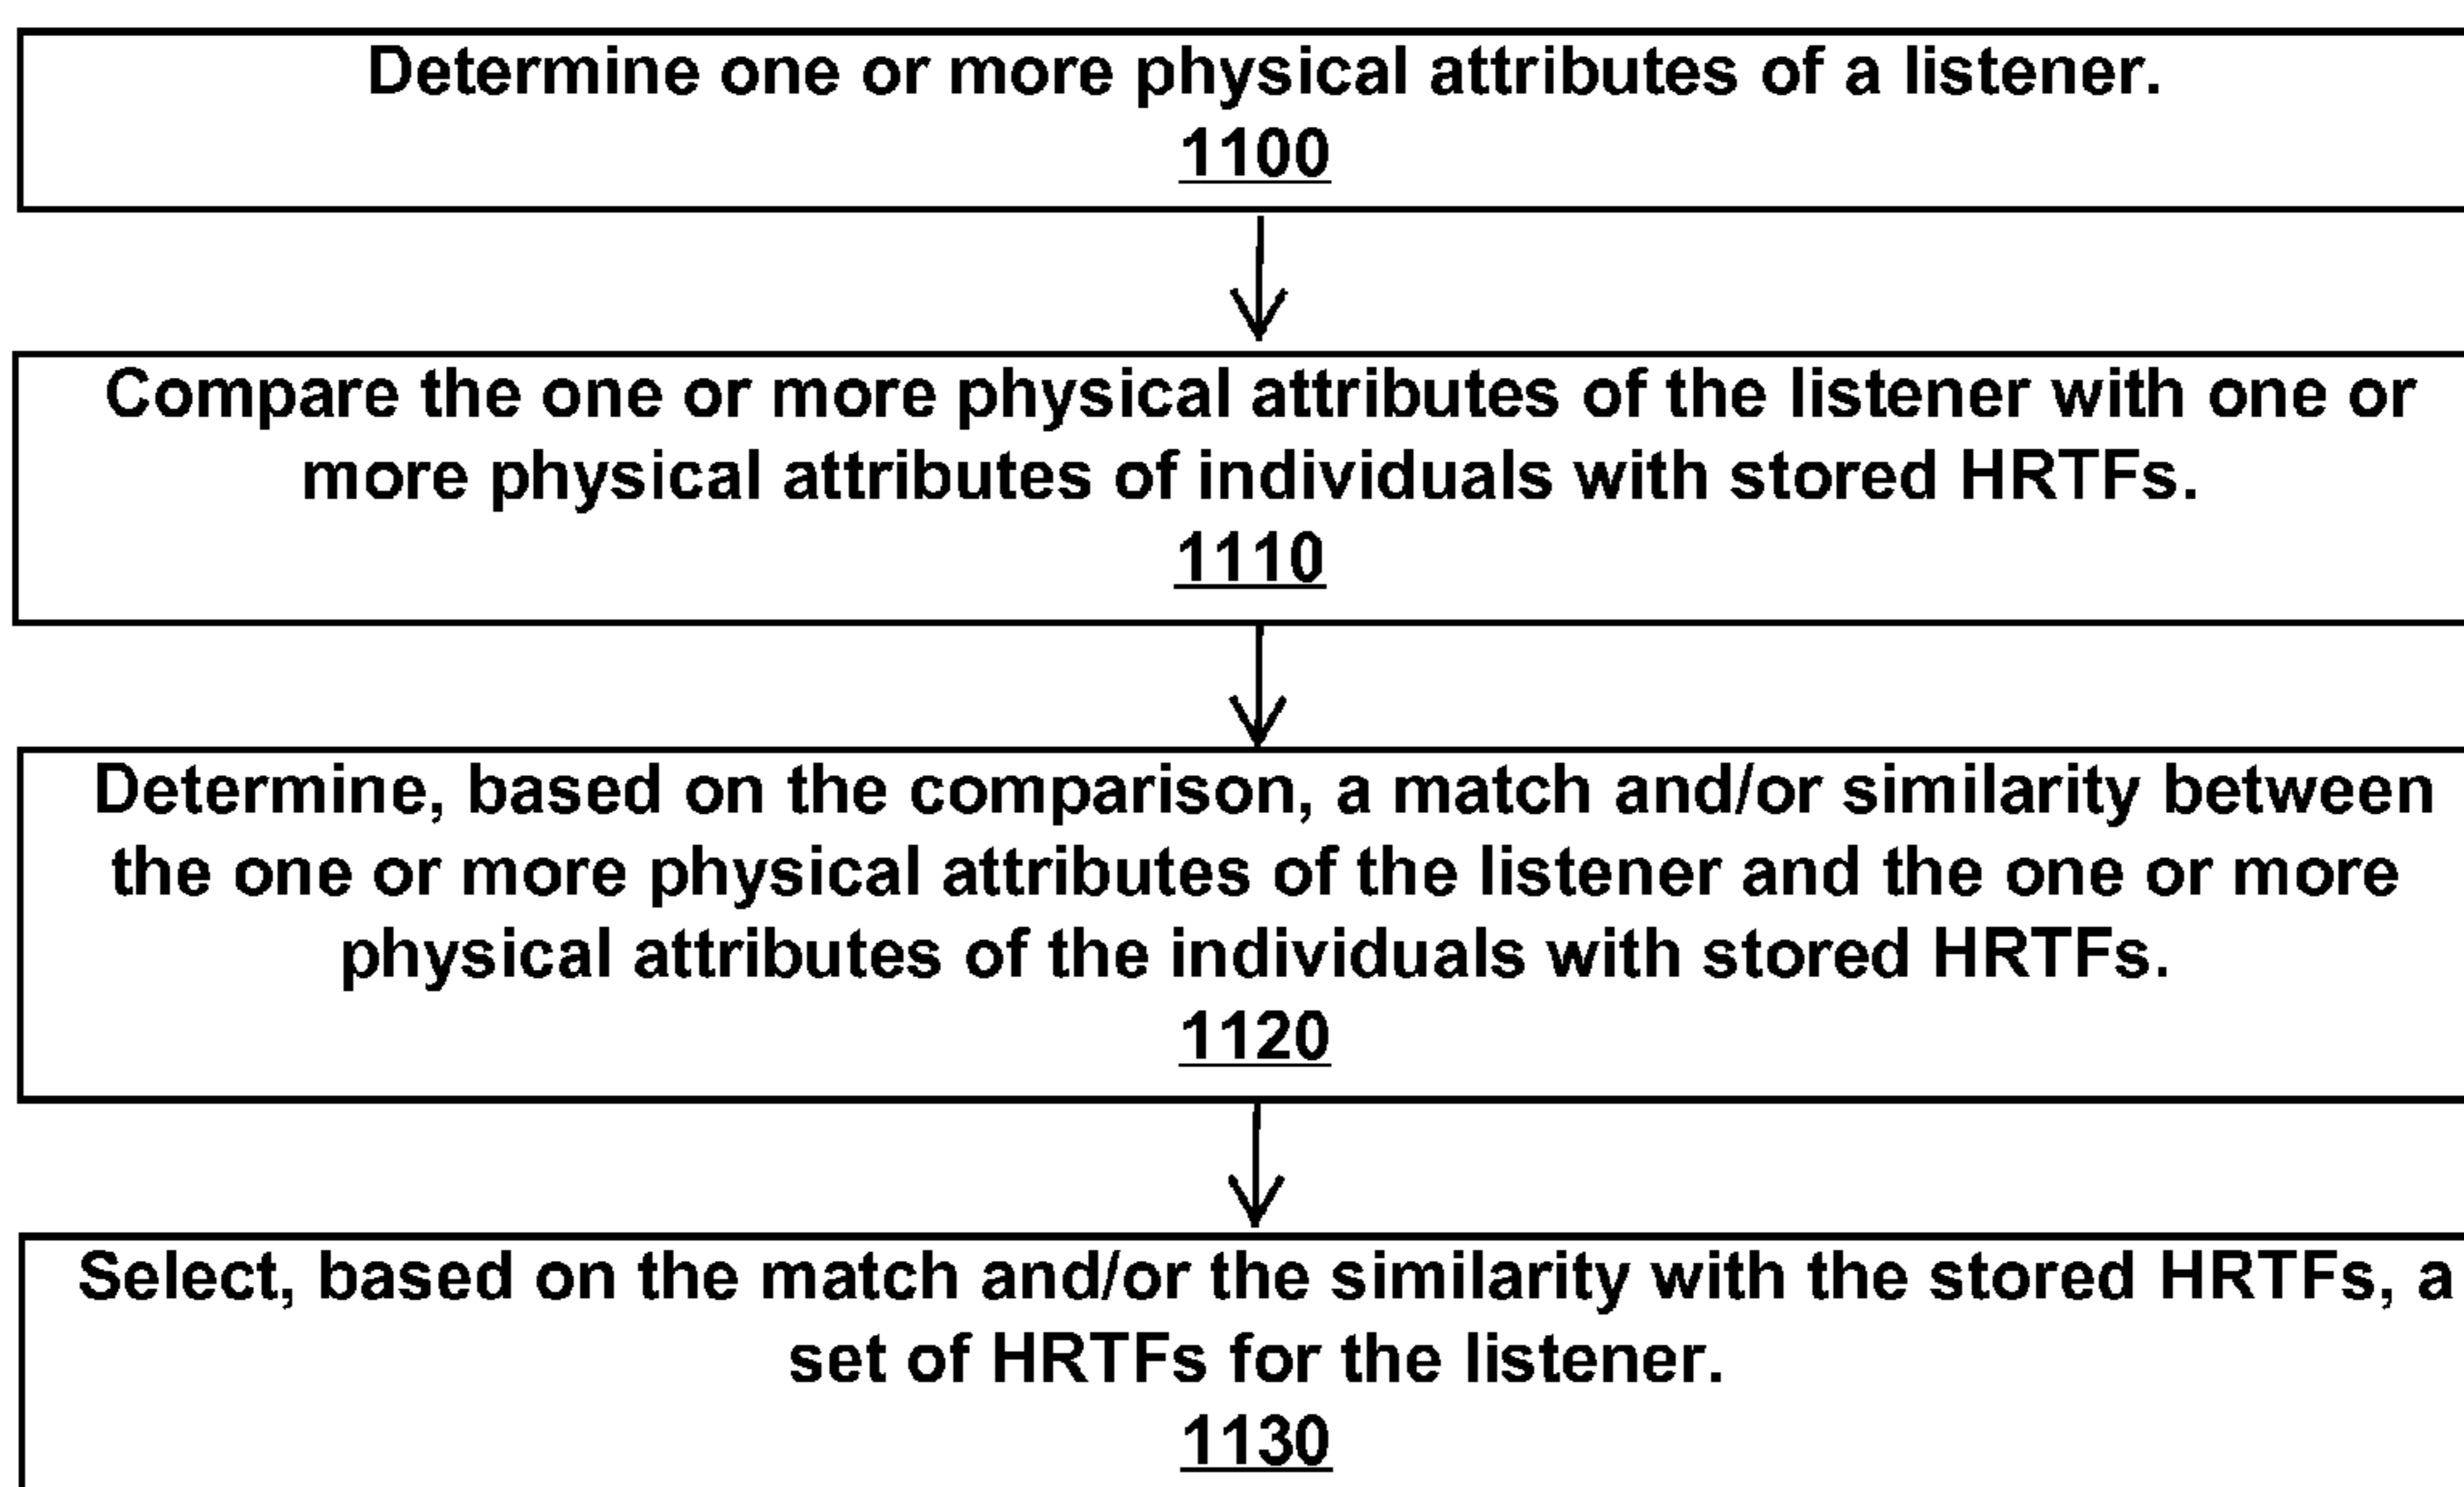 Determine one or more physical attributes of a listener.
1100
Compare the one or more physical attributes of the listener with one or
more physical attributes of individuals with stored HRTFs.
1110
Determine, based on the comparison, a match and/or similarity between
the one or more physical attributes of the listener and the one or more
physical attributes of the individuals with stored HRTFs.
1120
Select, based on the match and/or the similarity with the stored HRTFs, a
set of HRTFs for the listener.
1130